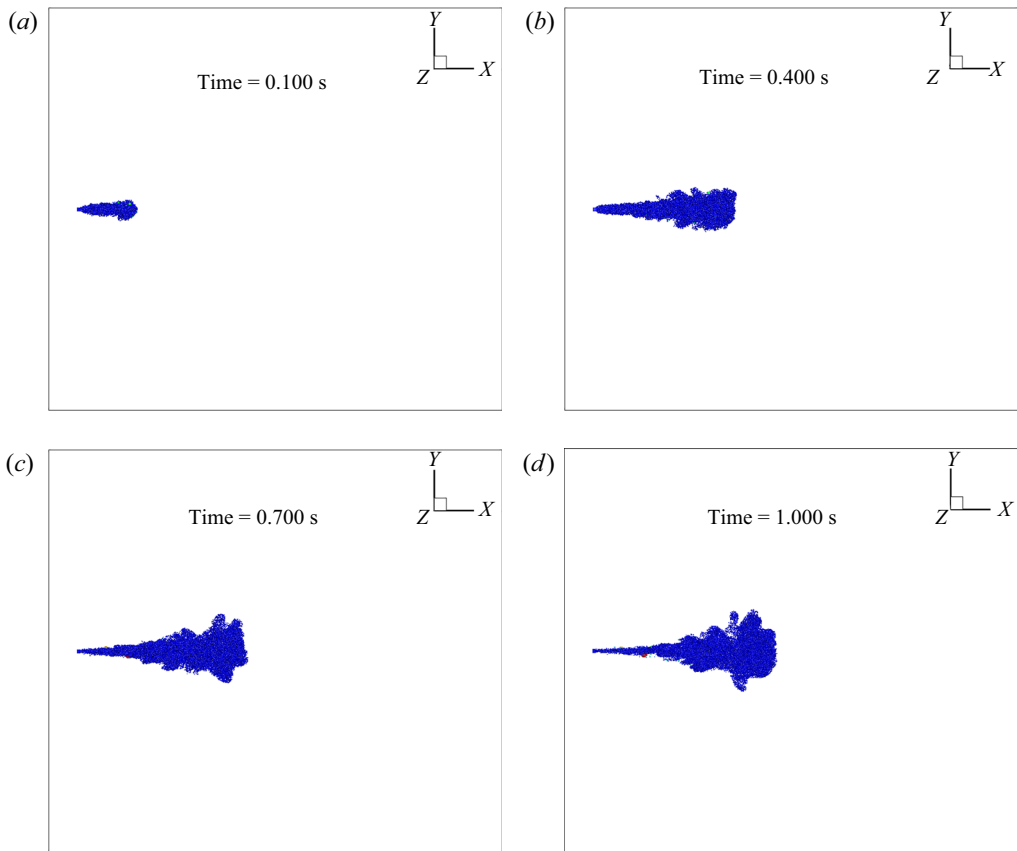 (a)
Y
Z
X
Time = 0.100 s
(b)
Y
Z
X
Time = 0.400 s
(c)
Y
Z
X
Time = 0.700 s
(d)
Y
Z
X
Time = 1.000 s